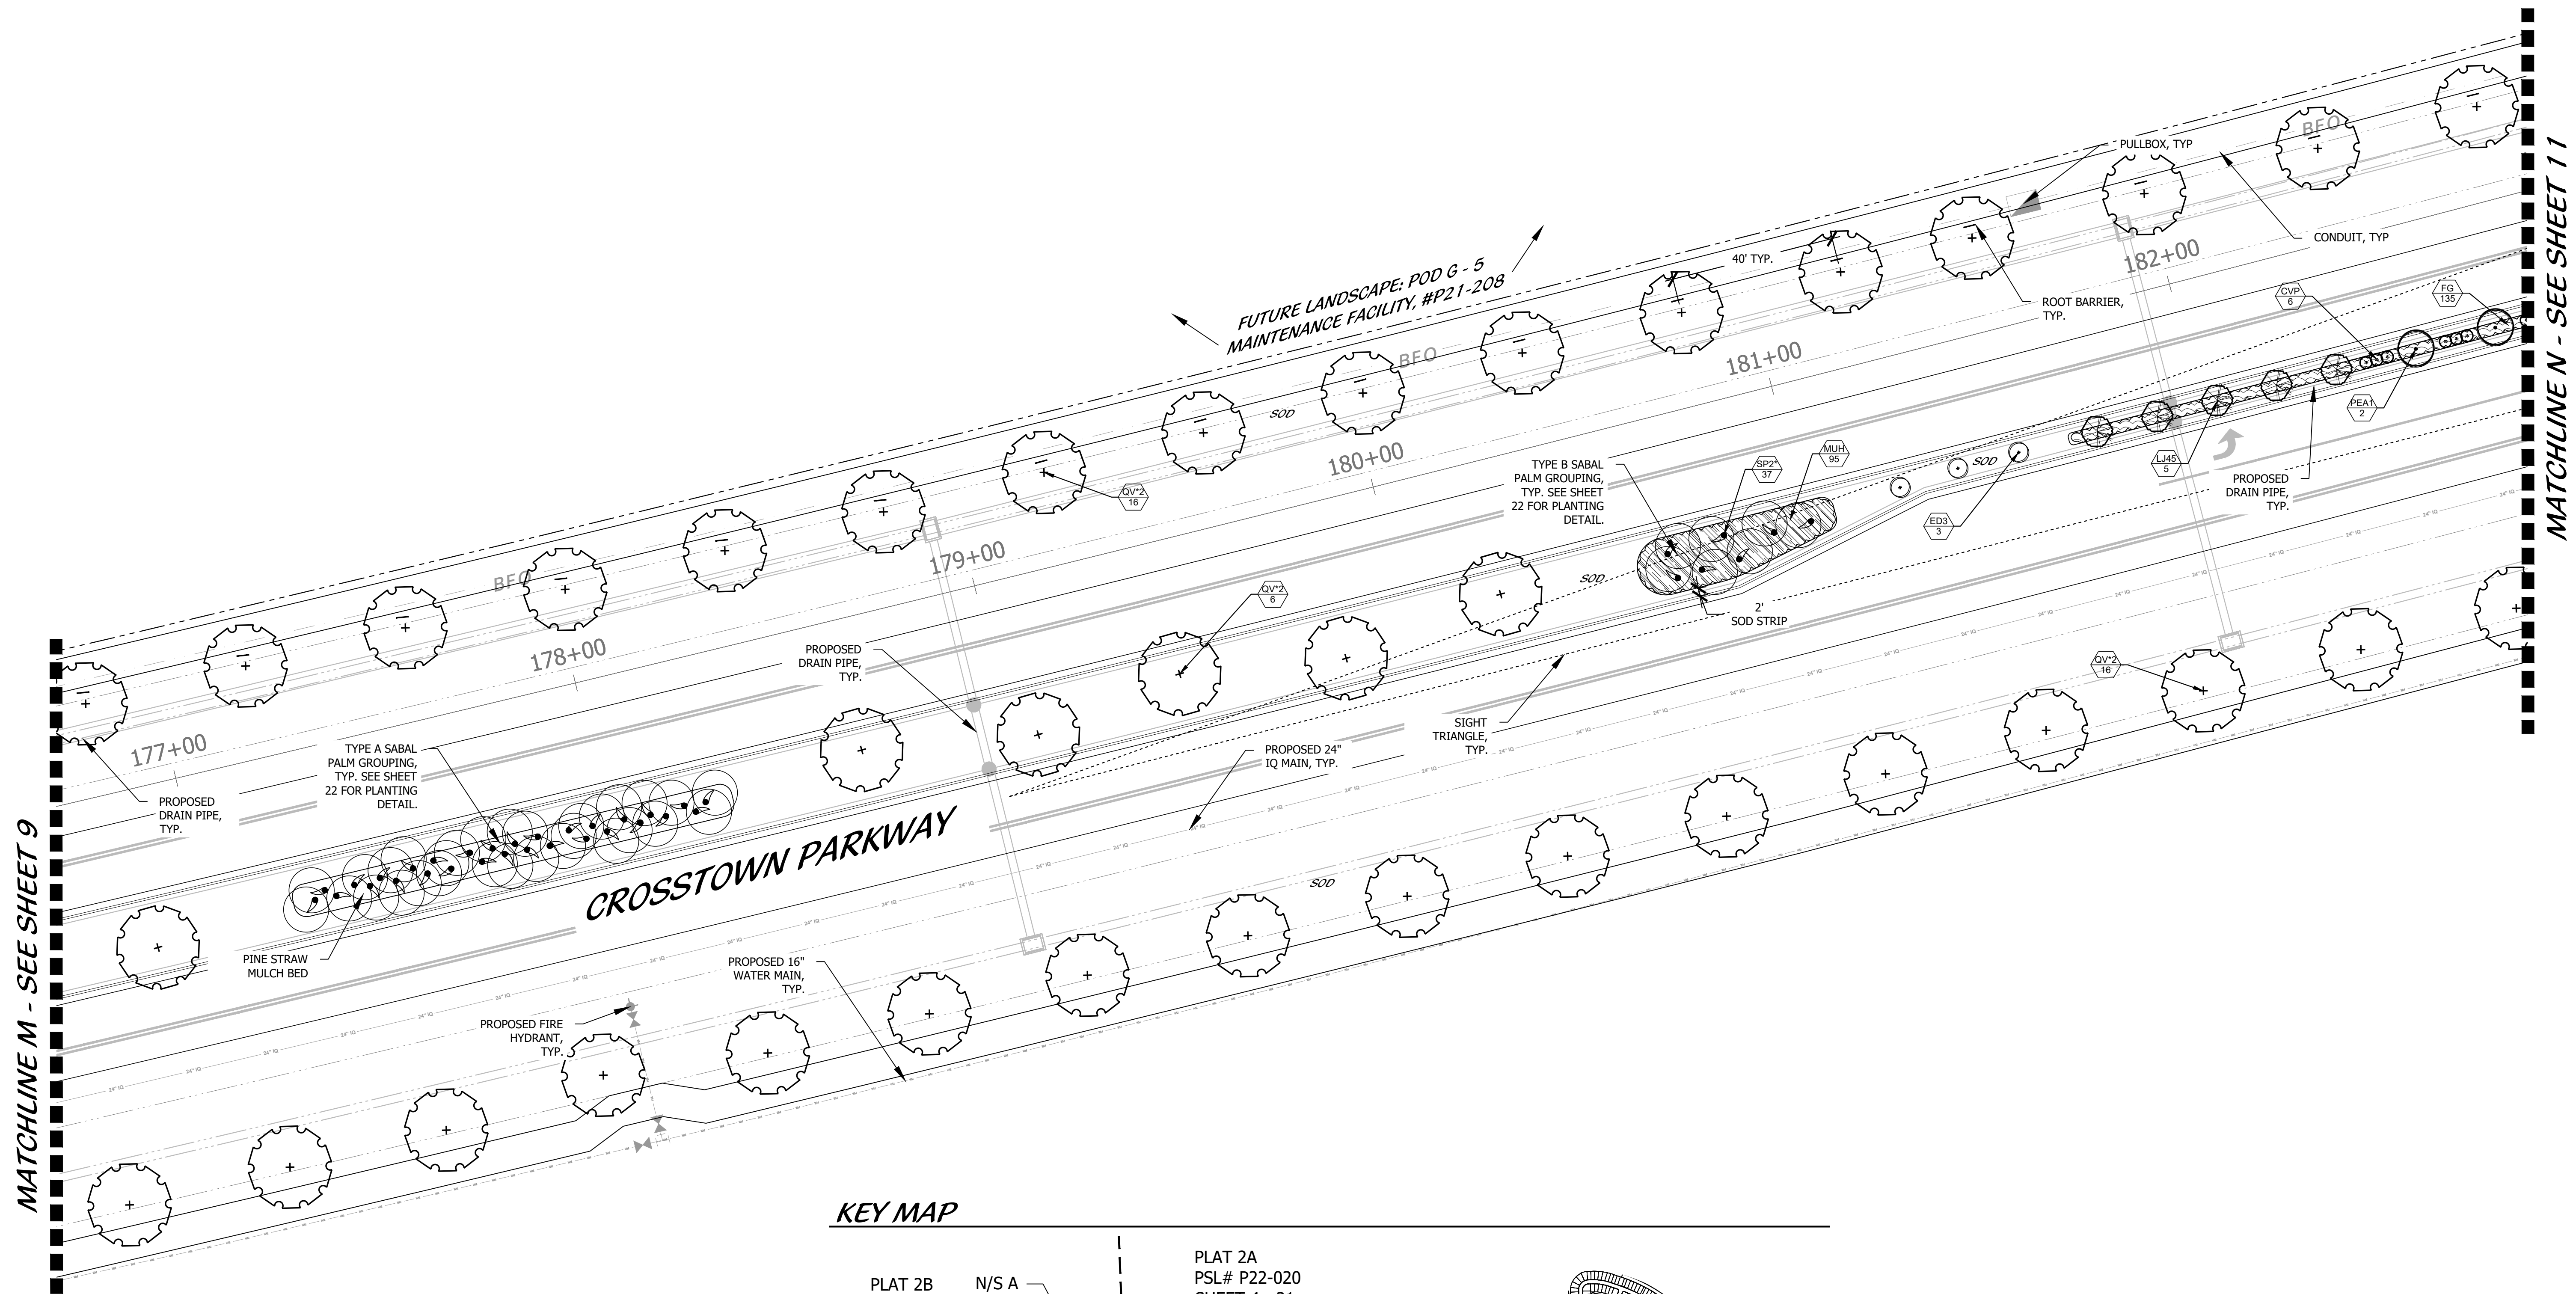 MATCHLINE M - SEE SHEET 9
MATCHLINE N - SEE SHEET 11
FUTURE LANDSCAPE: POD G - 5
MAINTENANCE FACILITY, #P21-208
PULLBOX, TYP
CONDUIT, TYP
40' TYP.
ROOT BARRIER,
TYP.
BFO
BFO
BFO
177+00
178+00
179+00
180+00
181+00
182+00
SOD
SOD
SOD
SOD
CVP
6
FG
135
PEA1
2
LJ45
5
ED3
3
PROPOSED
DRAIN PIPE,
TYP.
TYPE B SABAL
PALM GROUPING,
TYP. SEE SHEET
22 FOR PLANTING
DETAIL.
SP2*
37
MUH
95
2'
SOD STRIP
QV*2
16
QV*2
6
QV*2
16
PROPOSED
DRAIN PIPE,
TYP.
SIGHT
TRIANGLE,
TYP.
PROPOSED 24"
IQ MAIN, TYP.
TYPE A SABAL
PALM GROUPING,
TYP. SEE SHEET
22 FOR PLANTING
DETAIL.
PROPOSED
DRAIN PIPE,
TYP.
CROSSTOWN PARKWAY
PINE STRAW
MULCH BED
PROPOSED 16"
WATER MAIN,
TYP.
PROPOSED FIRE
HYDRANT,
TYP.
24" IQ
KEY MAP
PLAT 2B
N/S A
PLAT 2A
PSL# P22-020